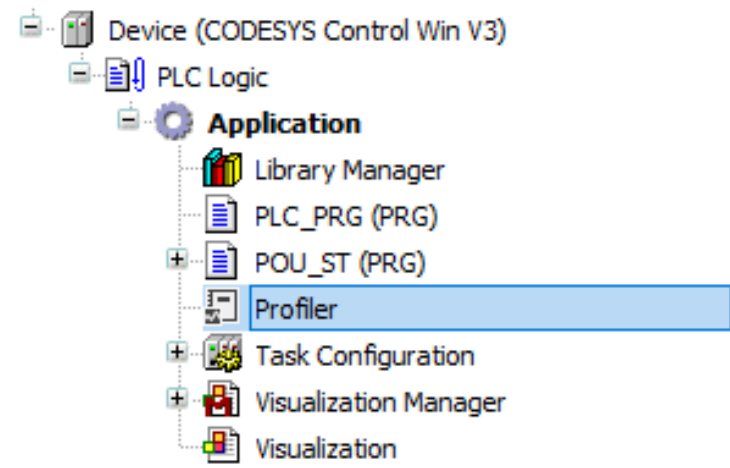 Device (CODESYS Control Win V3)
PLC Logic
Application
Library Manager
PLC_PRG (PRG)
POU_ST (PRG)
Profiler
Task Configuration
Visualization Manager
Visualization